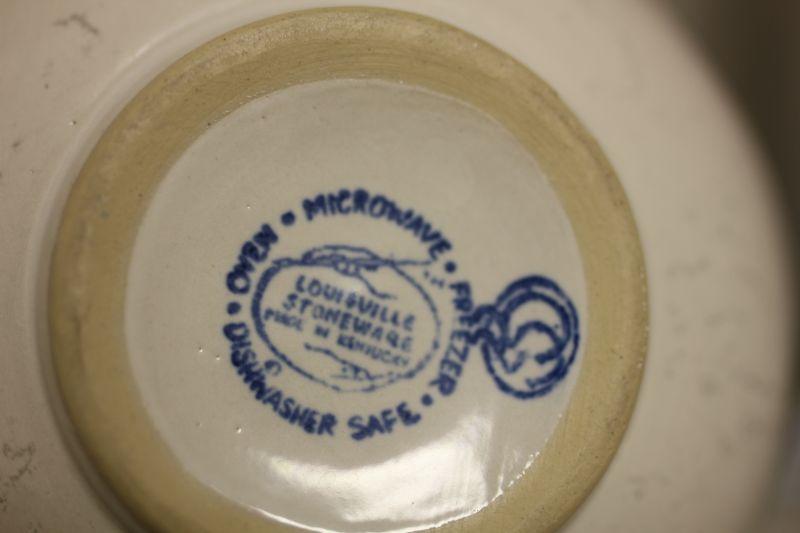 • OVEN • MICROWAVE • FREEZER • DISHWASHER SAFE
LOUISVILLE
STONEWARE
MADE IN KENTUCKY